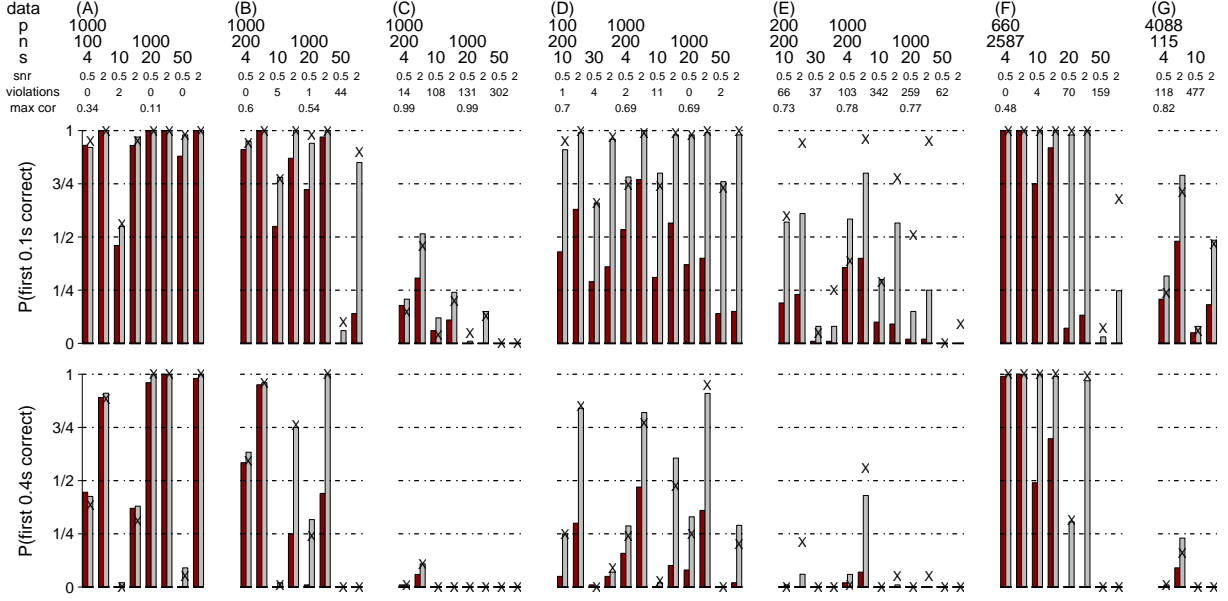 data (A) (B) (C) (D) (E) (F) (G)
p 1000 1000 1000 100 1000 200 1000 660 4088
n 100 1000 200 1000 200 1000 200 200 1000 200 200 1000 2587 115
s 4 10 20 50 4 10 20 50 4 10 20 50 10 30 4 10 20 50 10 30 4 10 20 50 4 10 20 50 4 10
snr 0.5 2 0.5 2 0.5 2 0.5 2 0.5 2 0.5 2 0.5 2 0.5 2 0.5 2 0.5 2 0.5 2 0.5 2 0.5 2 0.5 2 0.5 2 0.5 2 0.5 2 0.5 2 0.5 2 0.5 2 0.5 2 0.5 2 0.5 2 0.5 2 0.5 2 0.5 2 0.5 2 0.5 2 0.5 2 0.5 2
violations 0 2 0 0 0 5 1 44 14 108 131 302 1 4 2 11 0 2 66 37 103 342 259 62 0 4 70 159 118 477
max cor 0.34 0.11 0.6 0.54 0.99 0.99 0.7 0.69 0.69 0.73 0.78 0.77 0.48 0.82
P(first 0.1s correct)
1
3/4
1/2
1/4
0
P(first 0.4s correct)
1
3/4
1/2
1/4
0